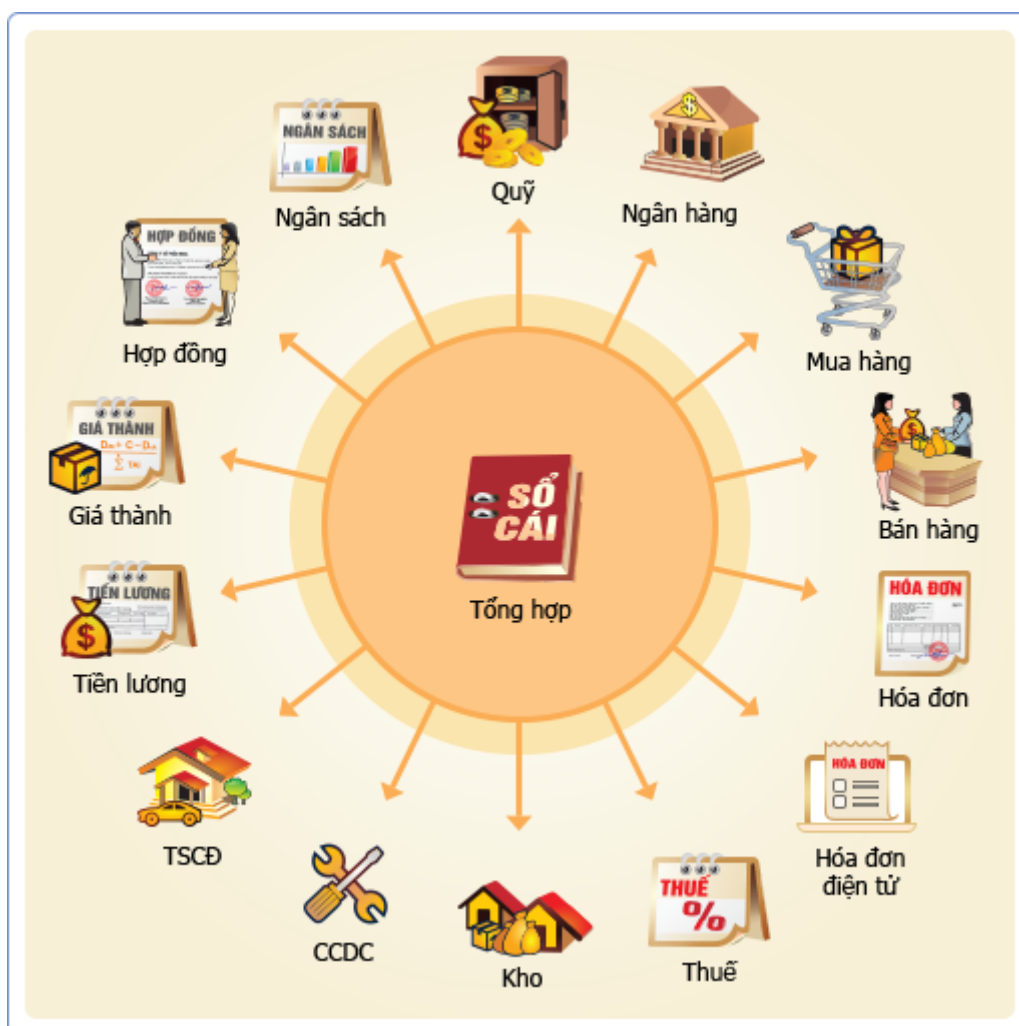 NGÂN SÁCH
Ngân sách
Quỹ
Ngân hàng
HỢP ĐỒNG
Hợp đồng
Mua hàng
GIÁ THÀNH
Giá thành
Bán hàng
SỔ
CÁI
Tổng hợp
TIỀN LƯƠNG
Tiền lương
HÓA ĐƠN
Hóa đơn
TSCĐ
HÓA ĐƠN
Hóa đơn
điện tử
CCDC
Kho
THUẾ
%
Thuế